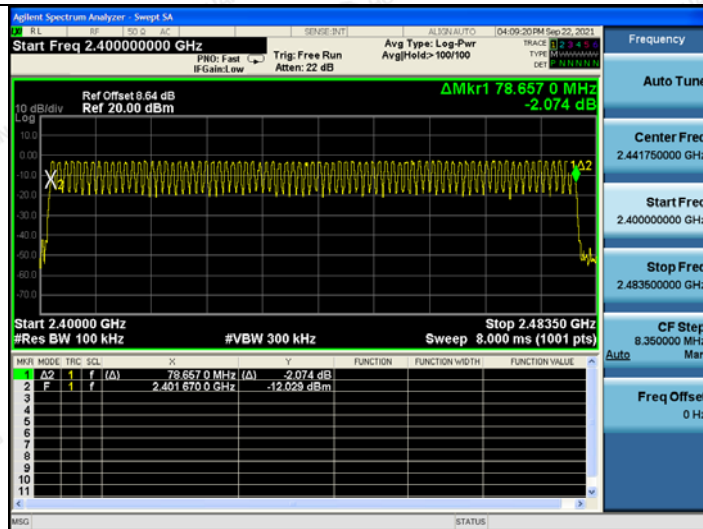 Agilent Spectrum Analyzer - Swept SA
RL RF 50 Ω AC SENSE:INT ALIGN AUTO 04:09:20 PM Sep 22, 2021
Start Freq 2.400000000 GHz
PNO: Fast
IFGain:Low
Trig: Free Run
Atten: 22 dB
Avg Type: Log-Pwr
Avg|Hold:> 100/100
TRACE 1 2 3 4 5 6
TYPE M
DET P N N N N N
ΔMkr1 78.657 0 MHz
-2.074 dB
Ref Offset 8.64 dB
10 dB/div Ref 20.00 dBm
Log
10.0
0.00
-10.0
-20.0
-30.0
-40.0
-50.0
-60.0
-70.0
2
1Δ2
Start 2.40000 GHz Stop 2.48350 GHz
#Res BW 100 kHz #VBW 300 kHz Sweep 8.000 ms (1001 pts)
MKR MODE TRC SCL X Y FUNCTION FUNCTION WIDTH FUNCTION VALUE
1 Δ2 1 f (Δ) 78.657 0 MHz (Δ) -2.074 dB
2 F 1 f 2.401 670 0 GHz -12.029 dBm
3
4
5
6
7
8
9
10
11
MSG STATUS
Frequency
Auto Tune
Center Freq
2.441750000 GHz
Start Freq
2.400000000 GHz
Stop Freq
2.483500000 GHz
CF Step
8.350000 MHz
Auto Man
Freq Offset
0 Hz